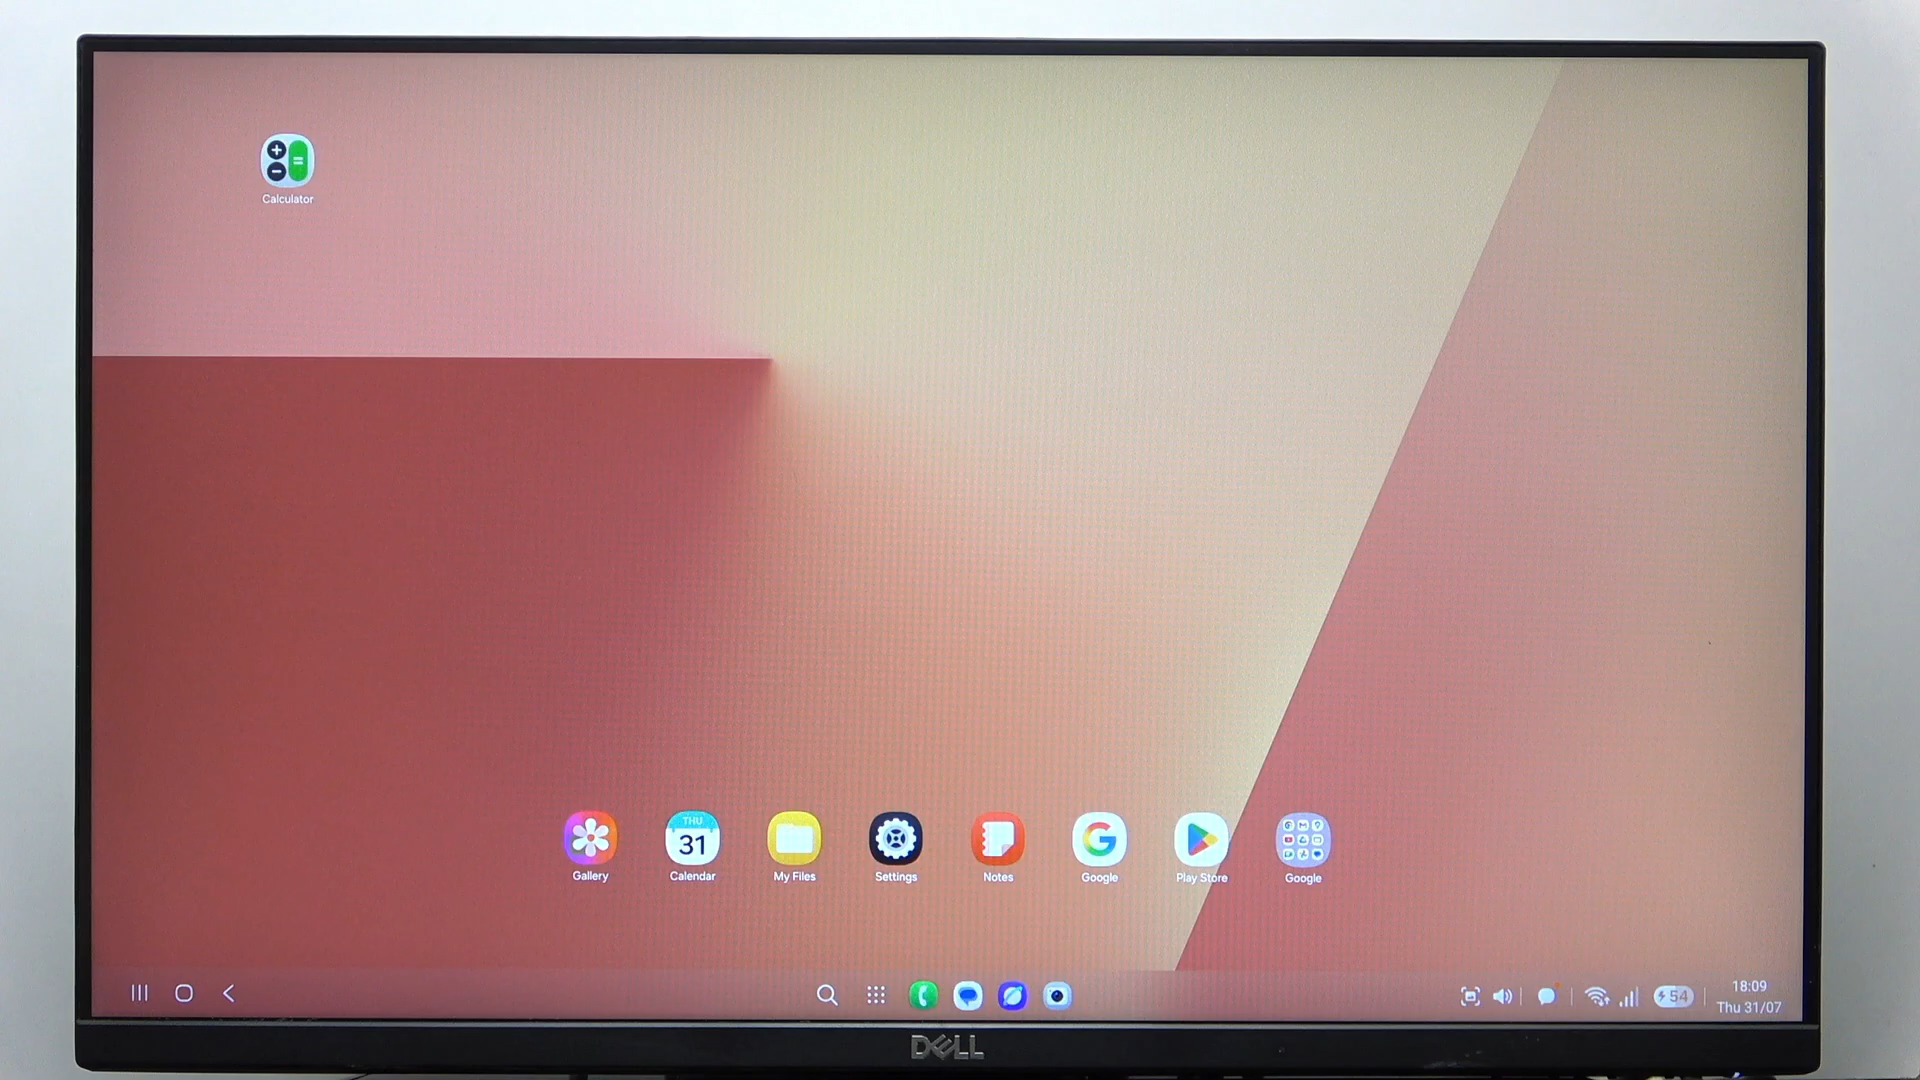 Calculator
THU
31
Gallery
Calendar
My Files
Settings
Notes
Google
Play Store
Google
54
18:09
Thu 31/07
DELL